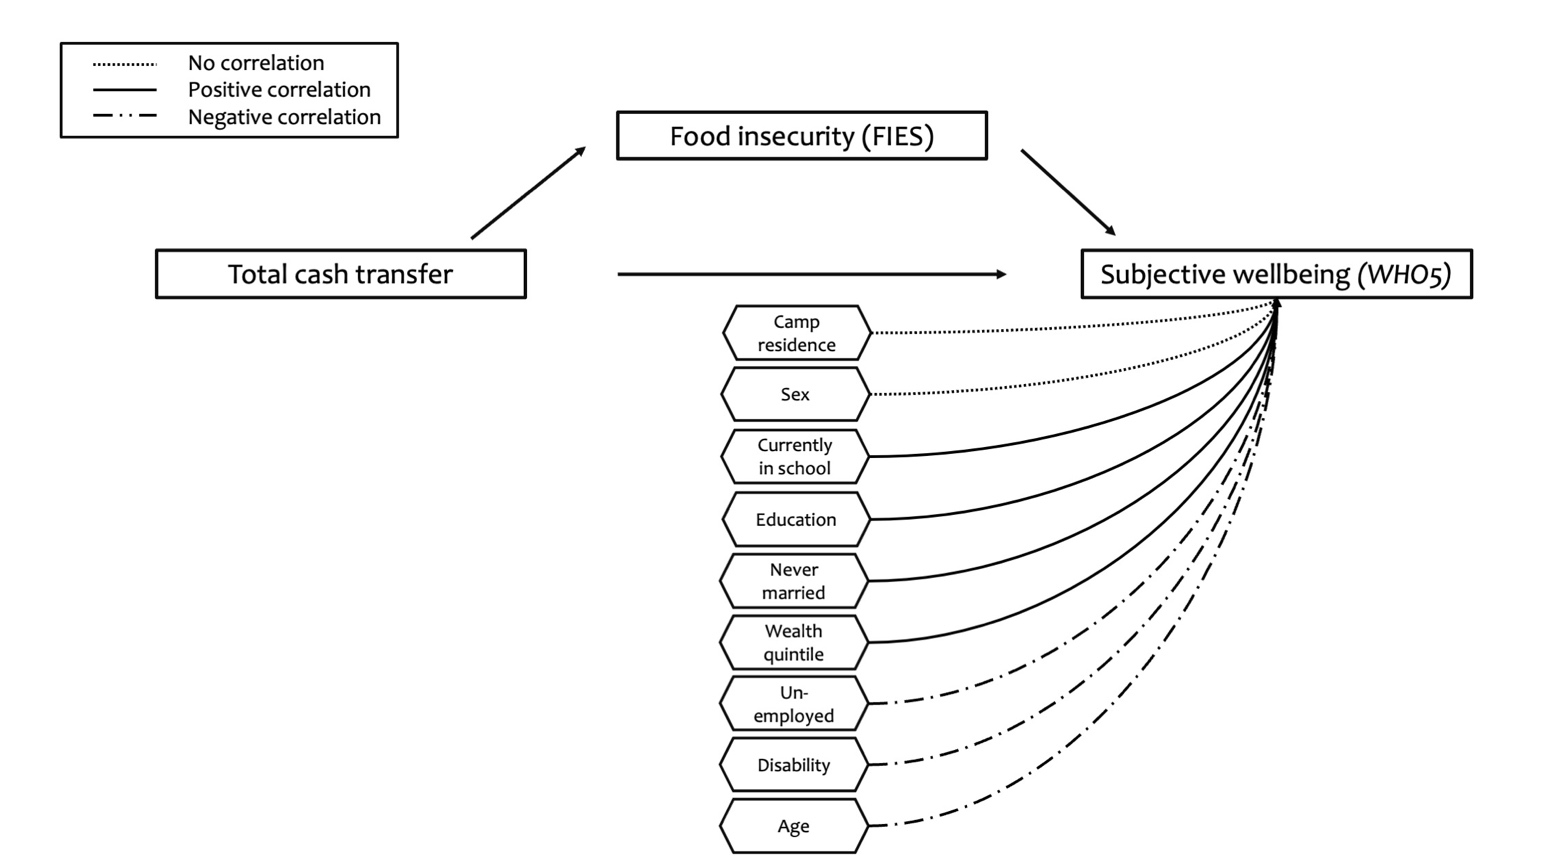 No correlation
Positive correlation
Negative correlation
Food insecurity (FIES)
Total cash transfer
Subjective wellbeing (WHO5)
Camp
residence
Sex
Currently
in school
Education
Never
married
Wealth
quintile
Un-
employed
Disability
Age